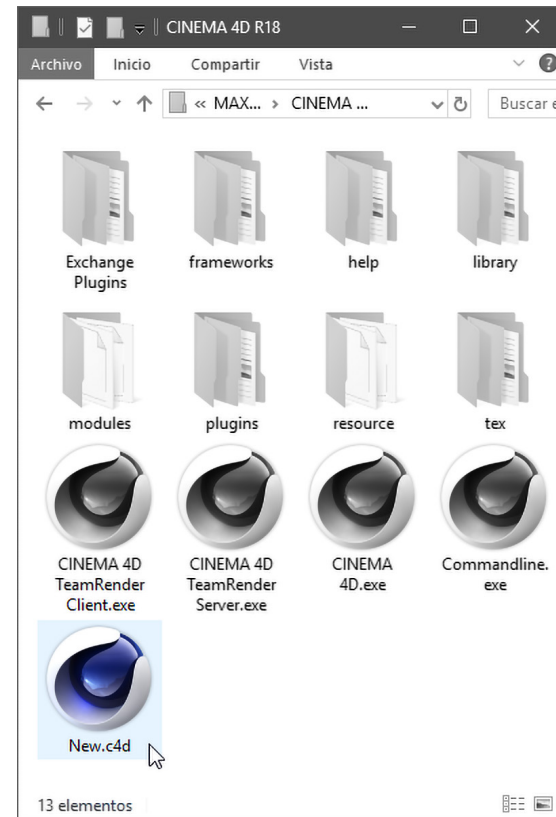 CINEMA 4D R18
Archivo Inicio Compartir Vista
« MAX... › CINEMA ... Buscar e
Exchange Plugins
frameworks
help
library
modules
plugins
resource
tex
CINEMA 4D
TeamRender
Client.exe
CINEMA 4D
TeamRender
Server.exe
CINEMA
4D.exe
Commandline.
exe
New.c4d
13 elementos